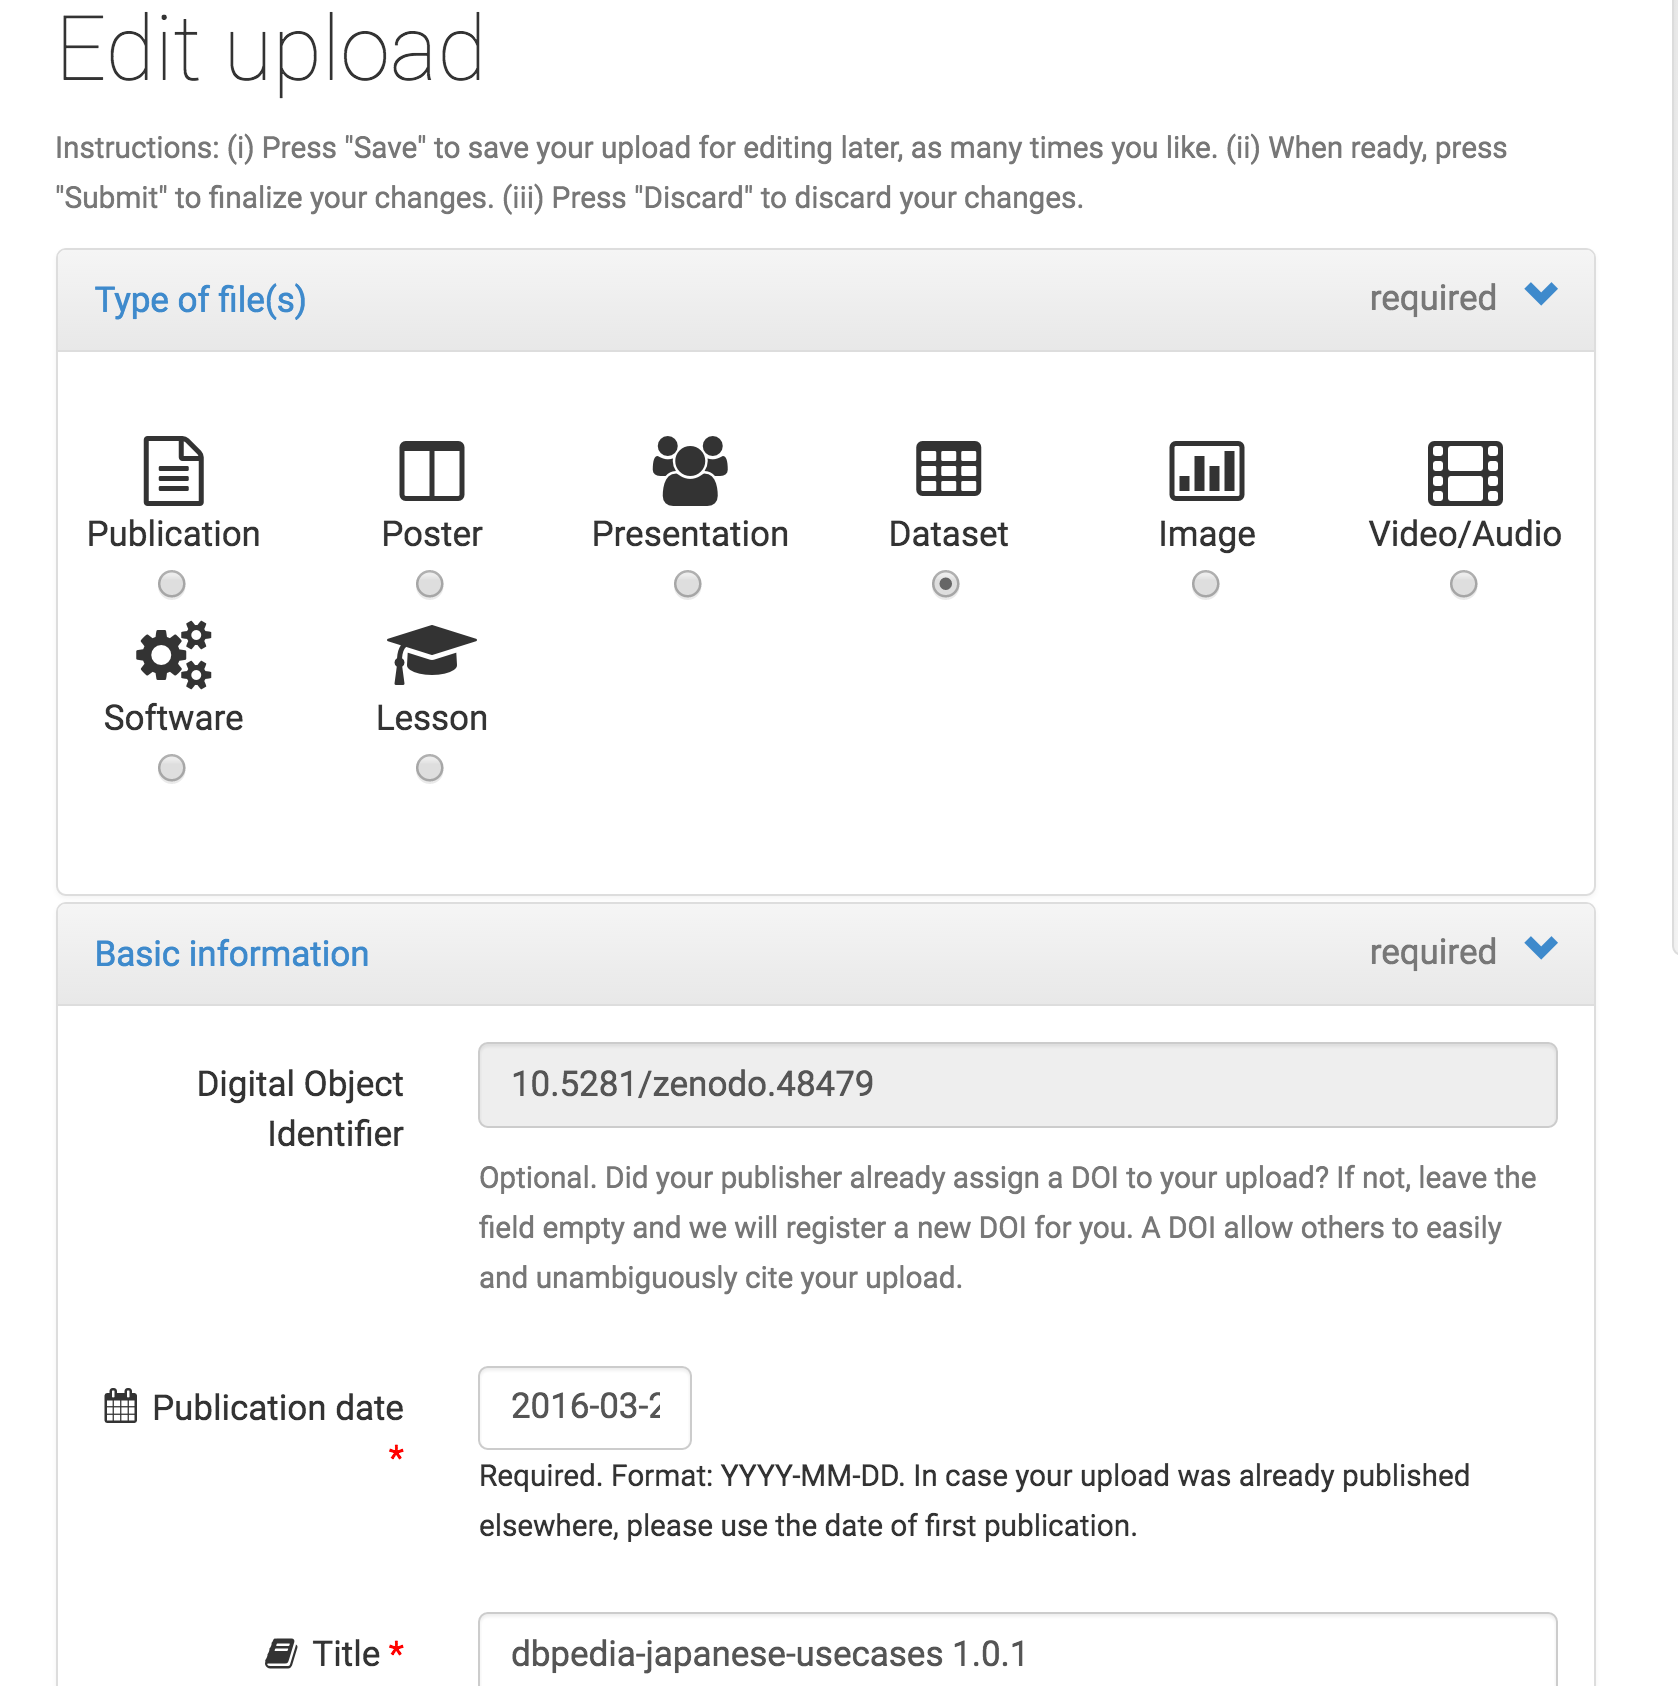 Edit upload
Instructions: (i) Press "Save" to save your upload for editing later, as many times you like. (ii) When ready, press
"Submit" to finalize your changes. (iii) Press "Discard" to discard your changes.
Type of file(s) required
Publication Poster Presentation Dataset Image Video/Audio
Software Lesson
Basic information required
Digital Object 10.5281/zenodo.48479
Identifier
Optional. Did your publisher already assign a DOI to your upload? If not, leave the
field empty and we will register a new DOI for you. A DOI allow others to easily
and unambiguously cite your upload.
Publication date 2016-03-2
*
Required. Format: YYYY-MM-DD. In case your upload was already published
elsewhere, please use the date of first publication.
Title * dbpedia-japanese-usecases 1.0.1